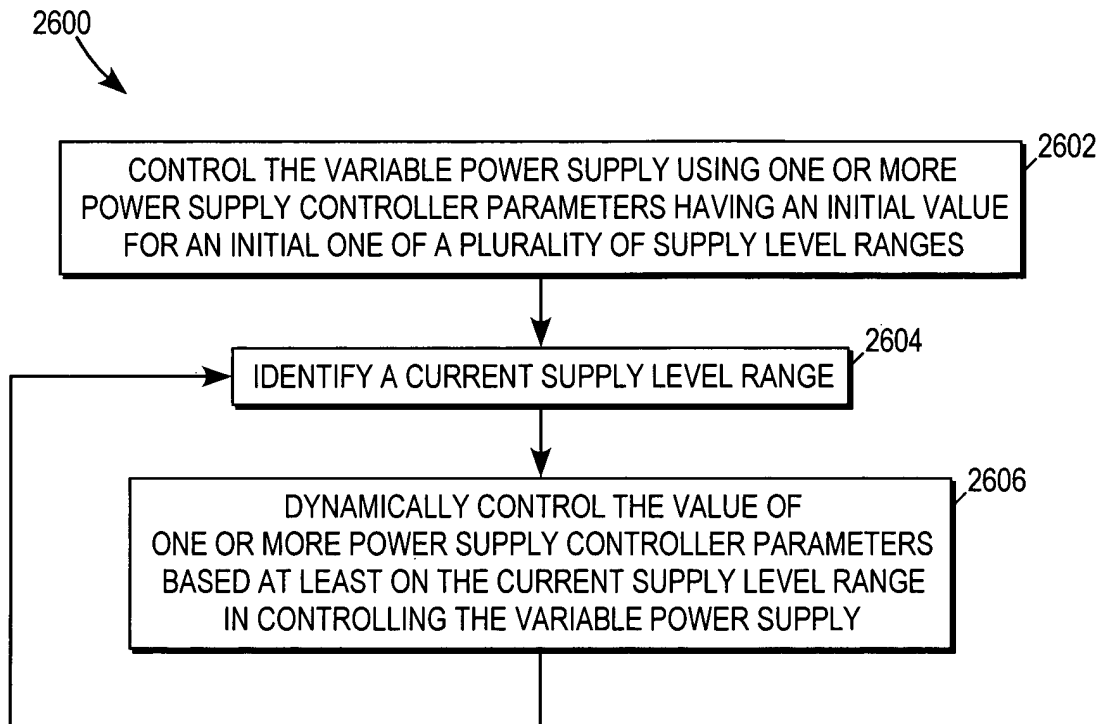 2600
2602
CONTROL THE VARIABLE POWER SUPPLY USING ONE OR MORE
POWER SUPPLY CONTROLLER PARAMETERS HAVING AN INITIAL VALUE
FOR AN INITIAL ONE OF A PLURALITY OF SUPPLY LEVEL RANGES
2604
IDENTIFY A CURRENT SUPPLY LEVEL RANGE
2606
DYNAMICALLY CONTROL THE VALUE OF
ONE OR MORE POWER SUPPLY CONTROLLER PARAMETERS
BASED AT LEAST ON THE CURRENT SUPPLY LEVEL RANGE
IN CONTROLLING THE VARIABLE POWER SUPPLY